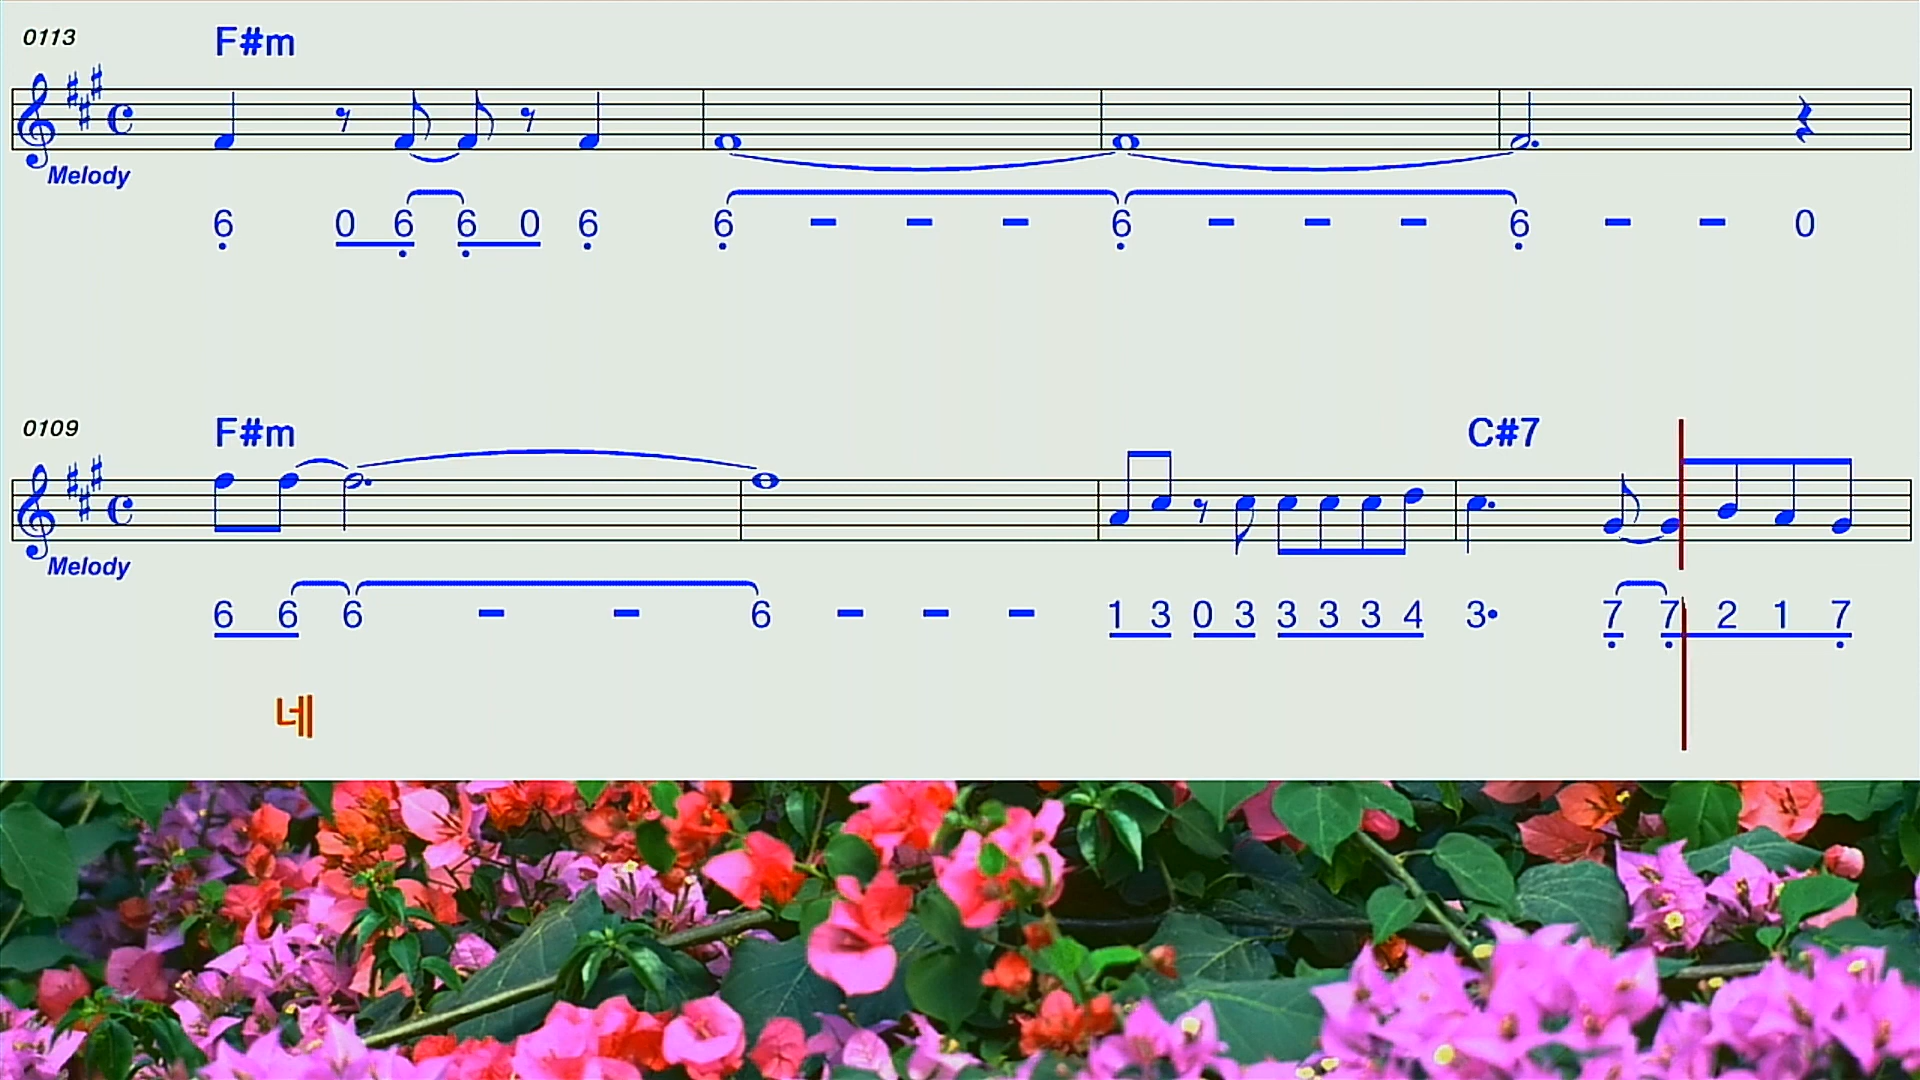 0113 F#m
Melody
6 0 6 6 0 6 6 - - - 6 - - - 6 - - 0
0109 F#m C#7
Melody
6 6 6 - - 6 - - - 1 3 0 3 3 3 3 4 3• 7 7 2 1 7
네